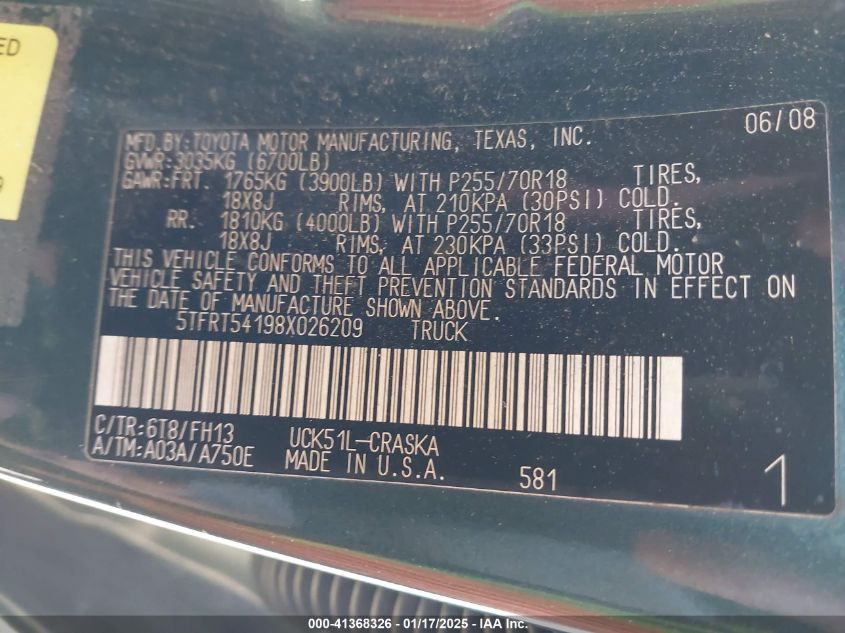 ED
9
06/08
MFD.BY:TOYOTA MOTOR MANUFACTURING, TEXAS, INC.
GVWR:3035KG (6700LB)
GAWR:FRT. 1765KG (3900LB) WITH P255/70R18 TIRES,
18X8J RIMS, AT 210KPA (30PSI) COLD.
RR. 1810KG (4000LB) WITH P255/70R18 TIRES,
18X8J RIMS, AT 230KPA (33PSI) COLD.
THIS VEHICLE CONFORMS TO ALL APPLICABLE FEDERAL MOTOR
VEHICLE SAFETY AND THEFT PREVENTION STANDARDS IN EFFECT ON
THE DATE OF MANUFACTURE SHOWN ABOVE.
5TFRT54198X026209 TRUCK
C/TR:6T8/FH13 UCK51L-CRASKA
A/TM:A03A/A750E MADE IN U.S.A. 581 1
000-41368326 - 01/17/2025 - IAA Inc.